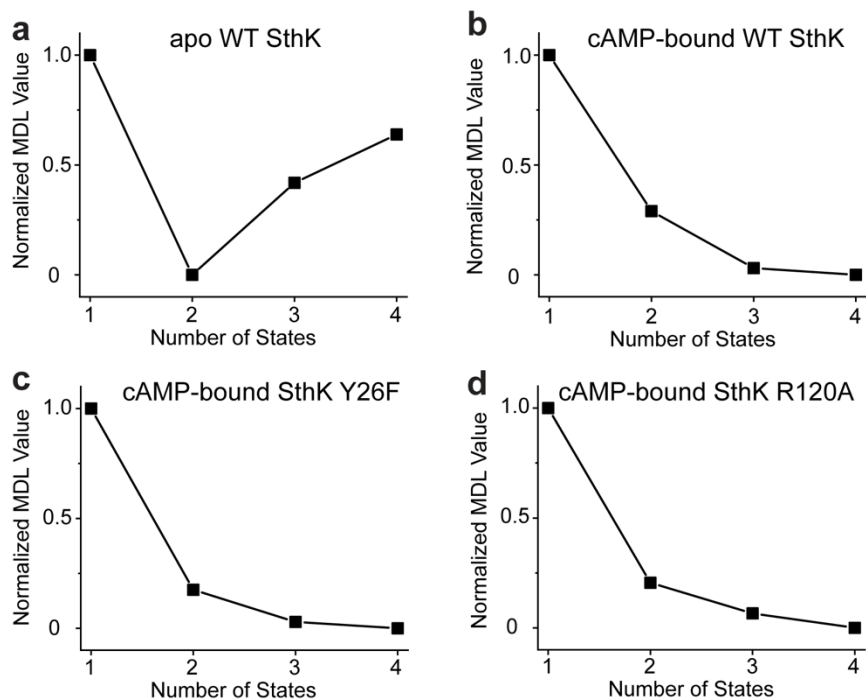 a
apo WT SthK
Normalized MDL Value
1.0
0.5
0
1 2 3 4
Number of States
b
cAMP-bound WT SthK
Normalized MDL Value
1.0
0.5
0
1 2 3 4
Number of States
c
cAMP-bound SthK Y26F
Normalized MDL Value
1.0
0.5
0
1 2 3 4
Number of States
d
cAMP-bound SthK R120A
Normalized MDL Value
1.0
0.5
0
1 2 3 4
Number of States